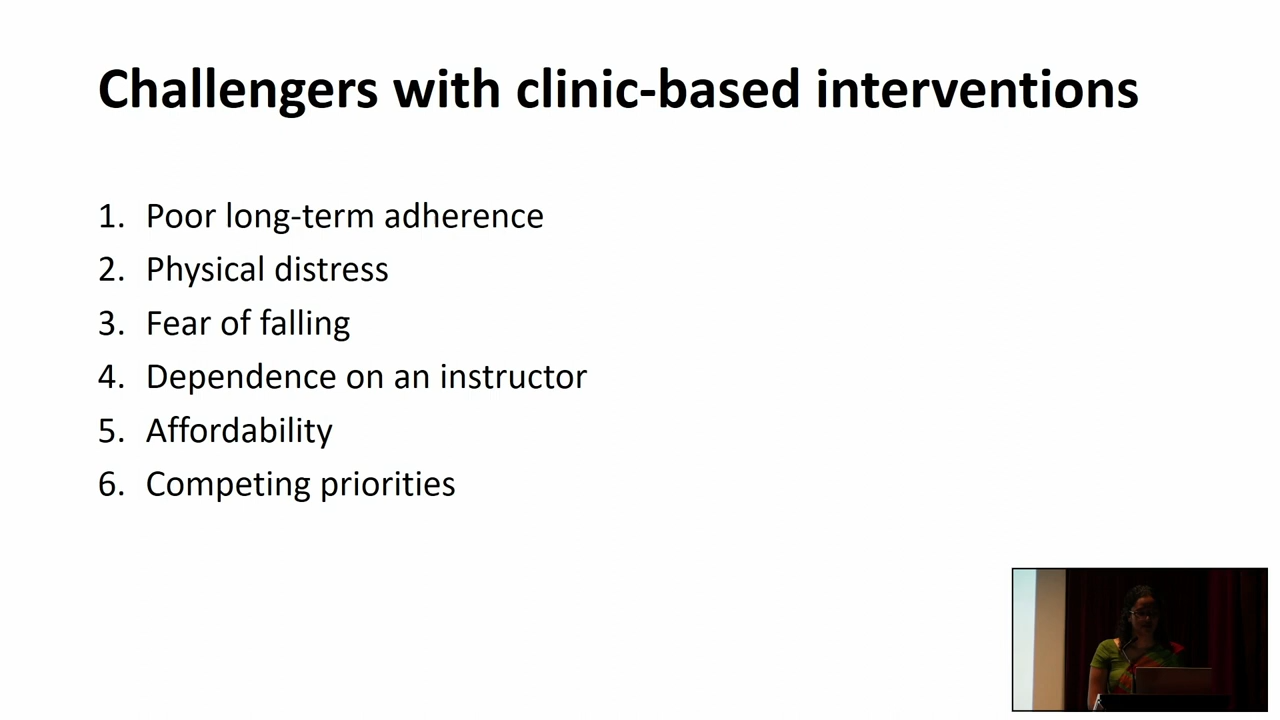 Challengers with clinic-based interventions
1. Poor long-term adherence
2. Physical distress
3. Fear of falling
4. Dependence on an instructor
5. Affordability
6. Competing priorities